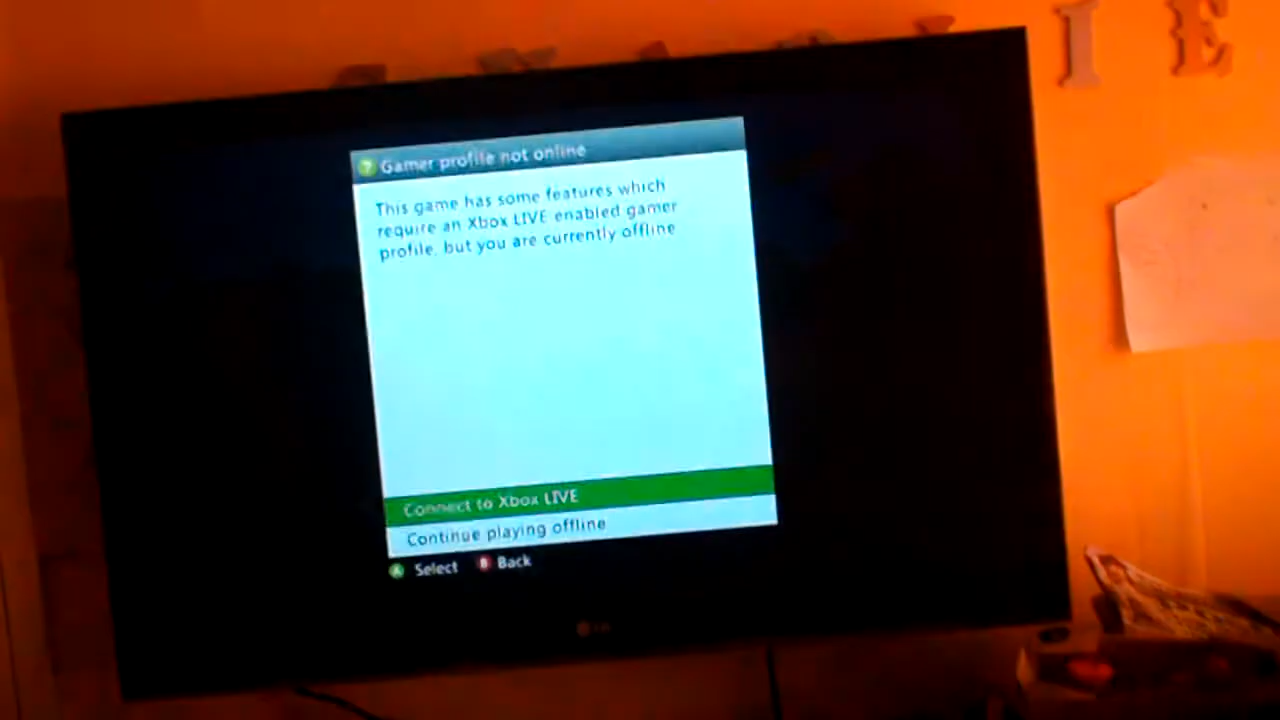 I E
? Gamer profile not online
This game has some features which
require an Xbox LIVE enabled gamer
profile, but you are currently offline
Connect to Xbox LIVE
Continue playing offline
A Select B Back
LG